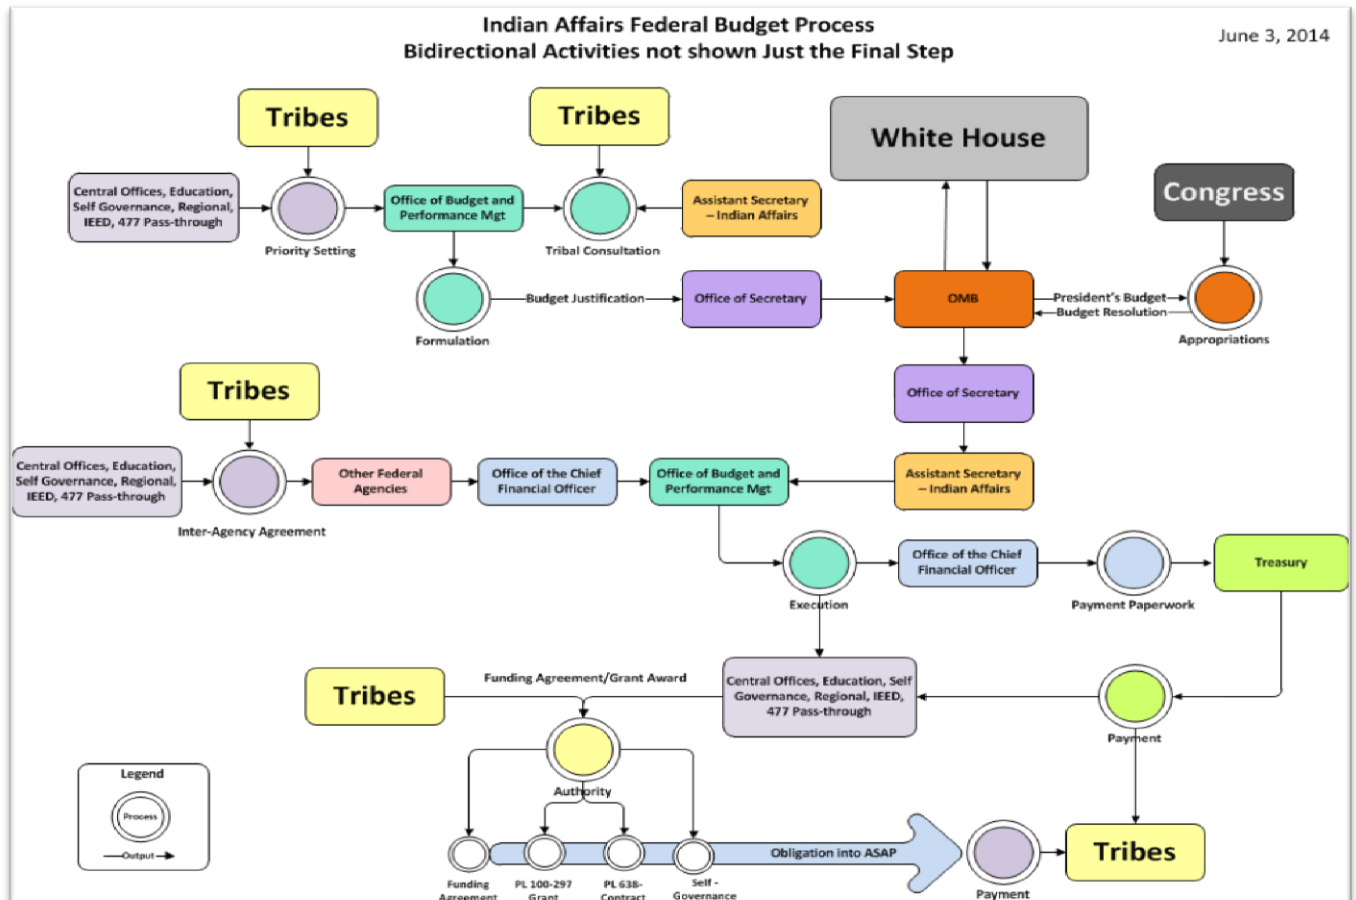 Indian Affairs Federal Budget Process
Bidirectional Activities not shown Just the Final Step
June 3, 2014
Tribes
Tribes
White House
Congress
Central Offices, Education,
Self Governance, Regional,
IEED, 477 Pass-through
Priority Setting
Office of Budget and
Performance Mgt
Tribal Consultation
Assistant Secretary
– Indian Affairs
Formulation
Budget Justification
Office of Secretary
OMB
President's Budget
Budget Resolution
Appropriations
Tribes
Office of Secretary
Central Offices, Education,
Self Governance, Regional,
IEED, 477 Pass-through
Inter-Agency Agreement
Other Federal
Agencies
Office of the Chief
Financial Officer
Office of Budget and
Performance Mgt
Assistant Secretary
– Indian Affairs
Execution
Office of the Chief
Financial Officer
Payment Paperwork
Treasury
Tribes
Funding Agreement/Grant Award
Central Offices, Education, Self
Governance, Regional, IEED,
477 Pass-through
Payment
Legend
Process
Output
Authority
Obligation into ASAP
Tribes
Funding
Agreement
PL 100-297
Grant
PL 638-
Contract
Self -
Governance
Payment